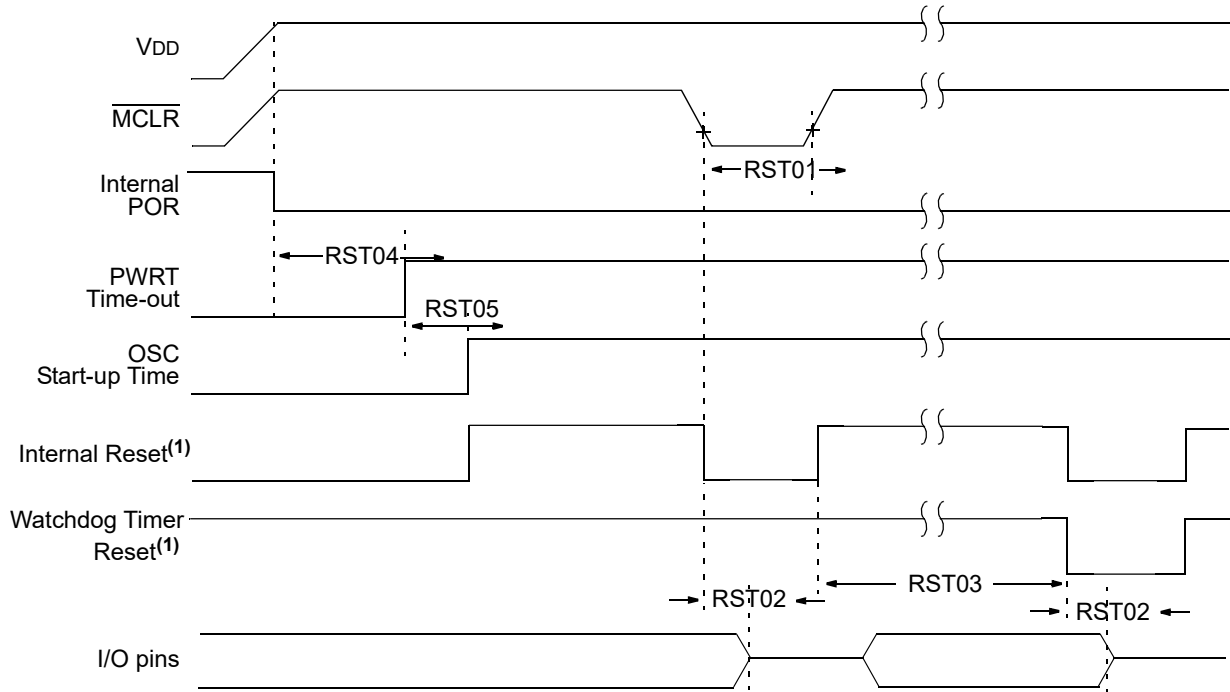 VDD
MCLR
RST01
Internal
POR
RST04
PWRT
Time-out
RST05
OSC
Start-up Time
Internal Reset(1)
Watchdog Timer
Reset(1)
RST03
RST02
RST02
I/O pins